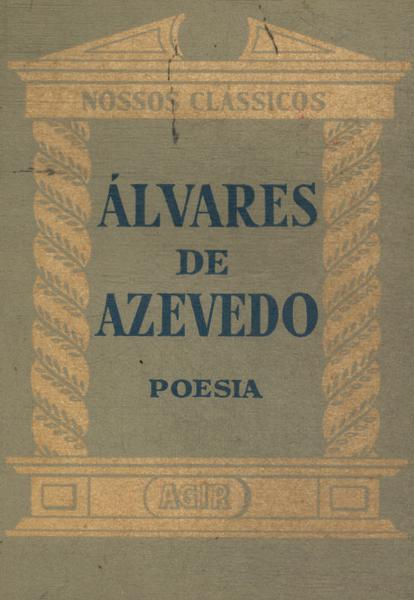 NOSSOS CLÁSSICOS
ÁLVARES
DE
AZEVEDO
POESIA
AGIR